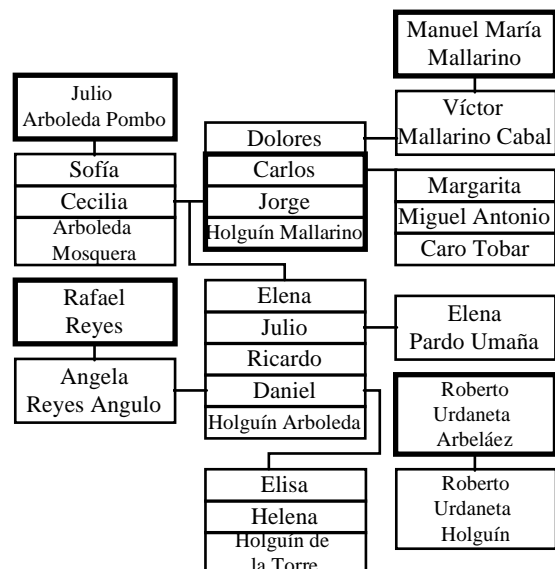 Manuel María
Mallarino
Julio
Arboleda Pombo
Víctor
Mallarino Cabal
Dolores
Carlos
Jorge
Holguín Mallarino
Sofía
Cecilia
Arboleda
Mosquera
Margarita
Miguel Antonio
Caro Tobar
Rafael
Reyes
Angela
Reyes Angulo
Elena
Julio
Ricardo
Daniel
Holguín Arboleda
Elena
Pardo Umaña
Roberto
Urdaneta
Arbeláez
Roberto
Urdaneta
Holguín
Elisa
Helena
Holguín de
la Torre